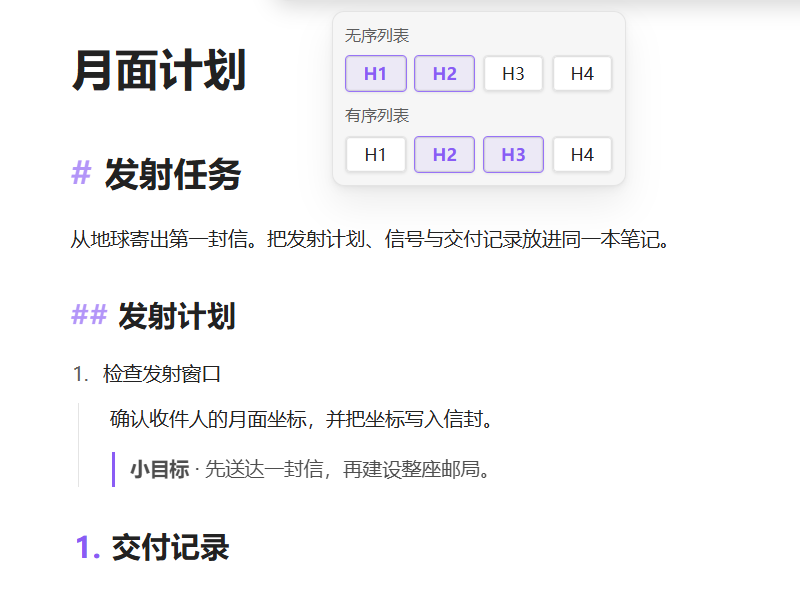 无序列表
H1 H2 H3 H4
有序列表
H1 H2 H3 H4
月面计划
# 发射任务
从地球寄出第一封信。把发射计划、信号与交付记录放进同一本笔记。
## 发射计划
1. 检查发射窗口
确认收件人的月面坐标，并把坐标写入信封。
小目标 · 先送达一封信，再建设整座邮局。
1. 交付记录